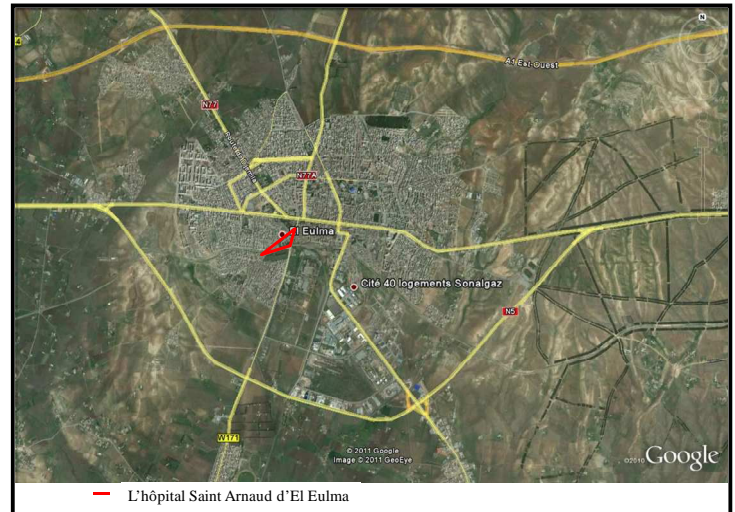 N
4
A1 Est-Ouest
N77
N77A
El Eulma
Cité 40 logements Sonalgaz
N5
W171
© 2011 Google
Image © 2011 GeoEye
©2010 Google
L'hôpital Saint Arnaud d'El Eulma